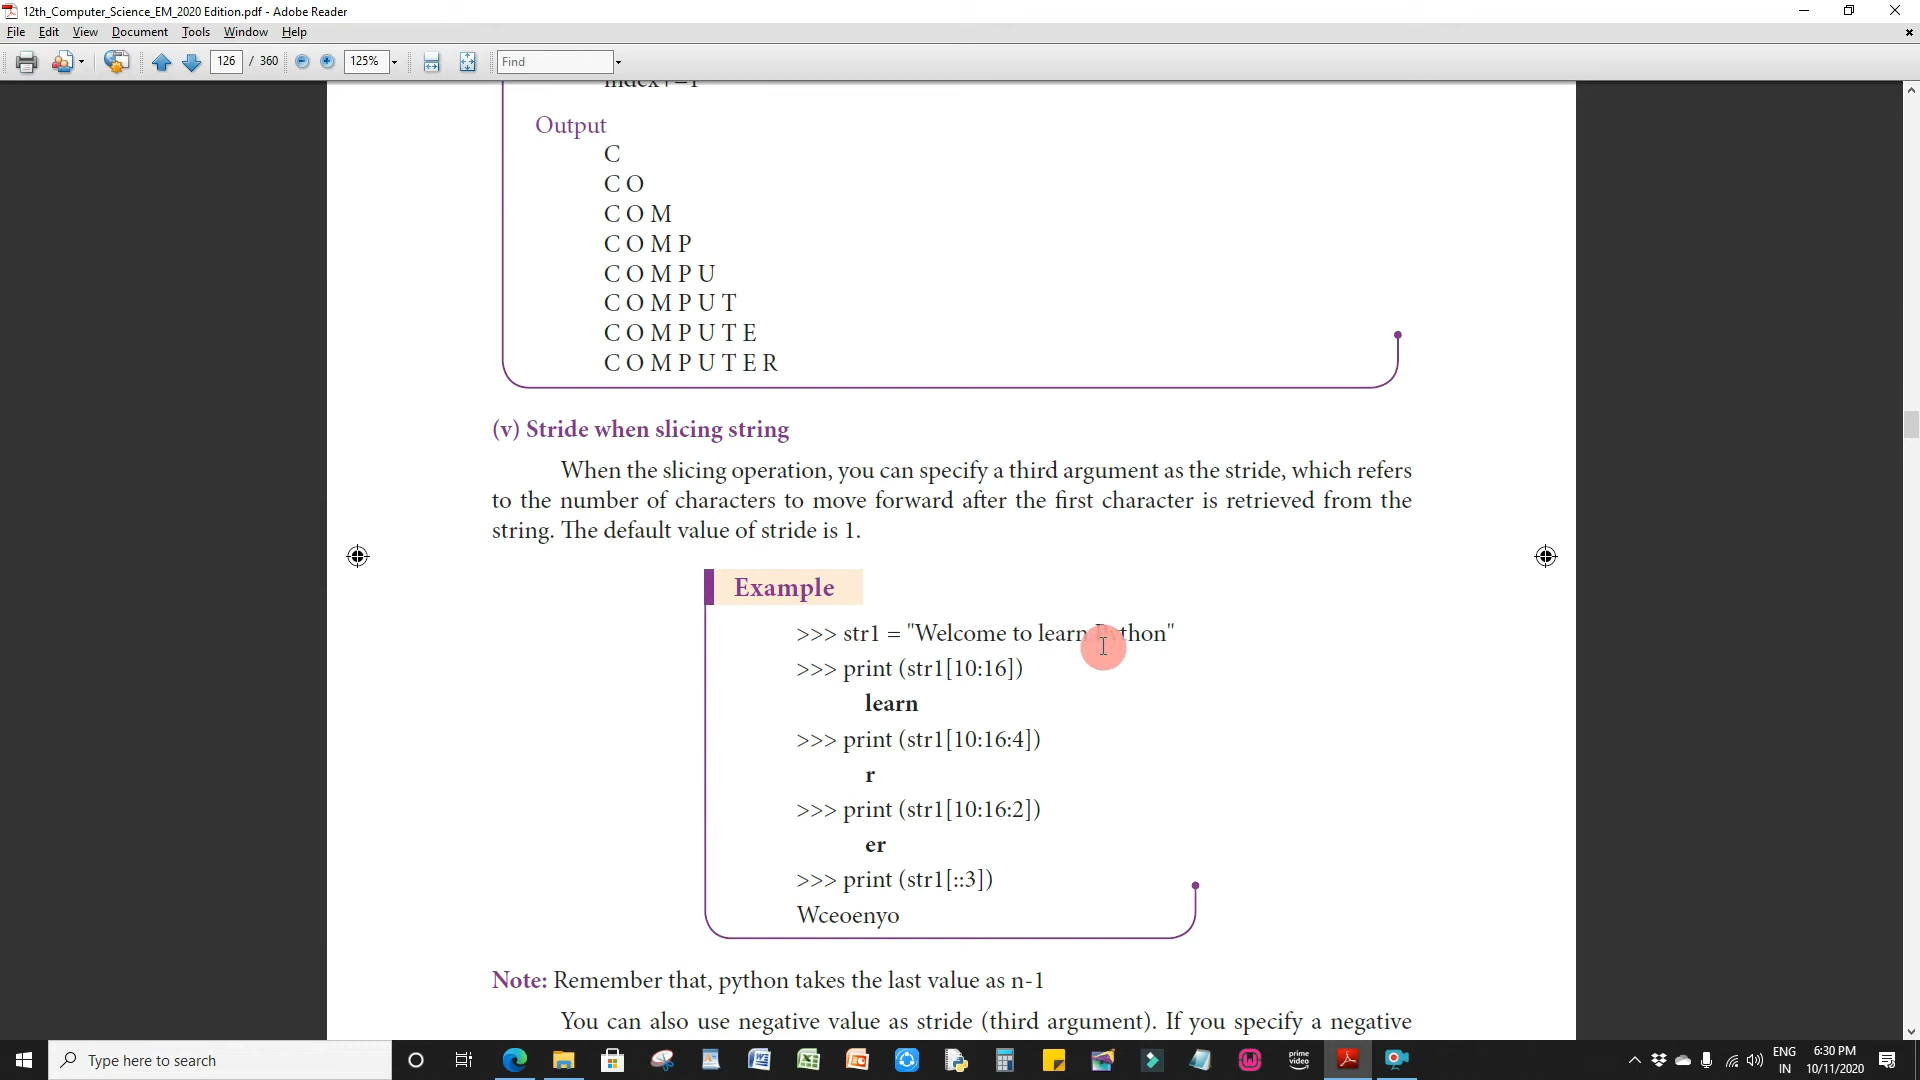 12th_Computer_Science_EM_2020 Edition.pdf - Adobe Reader
File Edit View Document Tools Window Help
126 / 360 125% Find
Output
C
C O
C O M
C O M P
C O M P U
C O M P U T
C O M P U T E
C O M P U T E R
(v) Stride when slicing string
When the slicing operation, you can specify a third argument as the stride, which refers
to the number of characters to move forward after the first character is retrieved from the
string. The default value of stride is 1.
Example
>>> str1 = "Welcome to learn Python"
>>> print (str1[10:16])
learn
>>> print (str1[10:16:4])
r
>>> print (str1[10:16:2])
er
>>> print (str1[::3])
Wceoenyo
Note: Remember that, python takes the last value as n-1
You can also use negative value as stride (third argument). If you specify a negative
Type here to search
prime video
ENG
IN
6:30 PM
10/11/2020